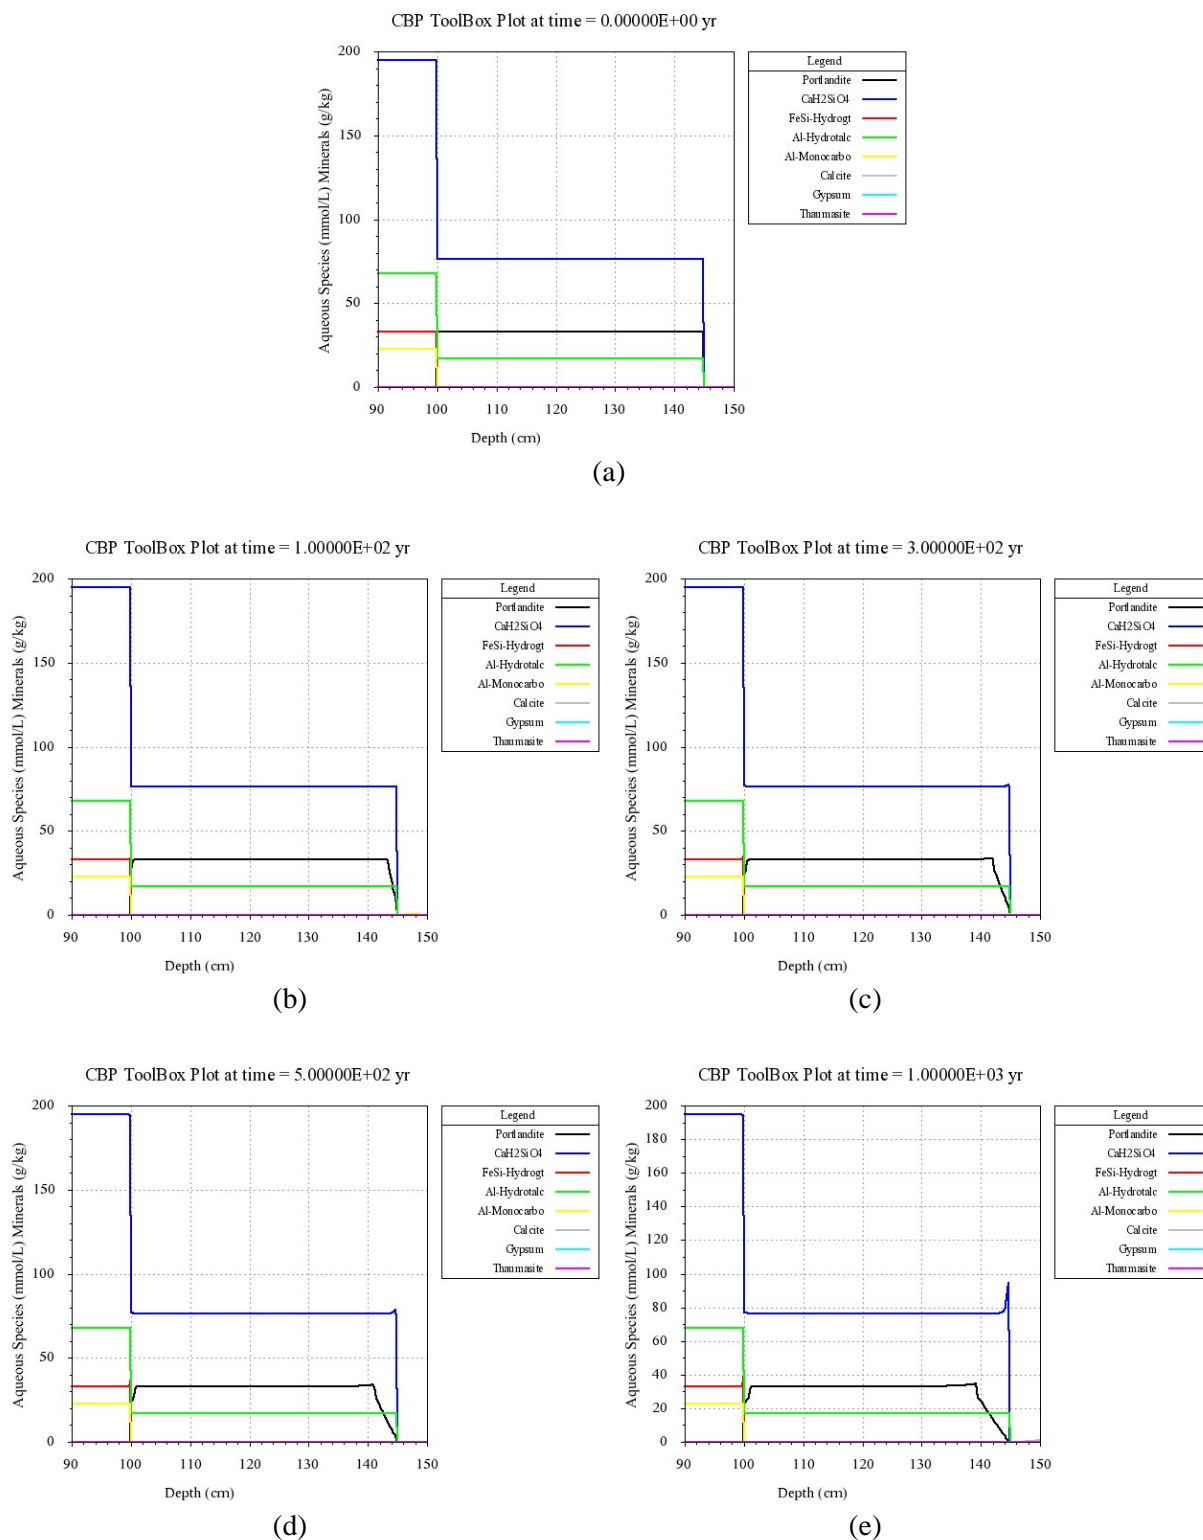 CBP ToolBox Plot at time = 0.00000E+00 yr
Aqueous Species (mmol/L) Minerals (g/kg)
200
150
100
50
0
90 100 110 120 130 140 150
Depth (cm)
Legend
Portlandite
CaH2SiO4
FeSi-Hydrogt
Al-Hydrotalc
Al-Monocarbo
Calcite
Gypsum
Thaumasite
(a)
CBP ToolBox Plot at time = 1.00000E+02 yr
Aqueous Species (mmol/L) Minerals (g/kg)
200
150
100
50
0
90 100 110 120 130 140 150
Depth (cm)
Legend
Portlandite
CaH2SiO4
FeSi-Hydrogt
Al-Hydrotalc
Al-Monocarbo
Calcite
Gypsum
Thaumasite
(b)
CBP ToolBox Plot at time = 3.00000E+02 yr
Aqueous Species (mmol/L) Minerals (g/kg)
200
150
100
50
0
90 100 110 120 130 140 150
Depth (cm)
Legend
Portlandite
CaH2SiO4
FeSi-Hydrogt
Al-Hydrotalc
Al-Monocarbo
Calcite
Gypsum
Thaumasite
(c)
CBP ToolBox Plot at time = 5.00000E+02 yr
Aqueous Species (mmol/L) Minerals (g/kg)
200
150
100
50
0
90 100 110 120 130 140 150
Depth (cm)
Legend
Portlandite
CaH2SiO4
FeSi-Hydrogt
Al-Hydrotalc
Al-Monocarbo
Calcite
Gypsum
Thaumasite
(d)
CBP ToolBox Plot at time = 1.00000E+03 yr
Aqueous Species (mmol/L) Minerals (g/kg)
200
180
160
140
120
100
80
60
40
20
0
90 100 110 120 130 140 150
Depth (cm)
Legend
Portlandite
CaH2SiO4
FeSi-Hydrogt
Al-Hydrotalc
Al-Monocarbo
Calcite
Gypsum
Thaumasite
(e)